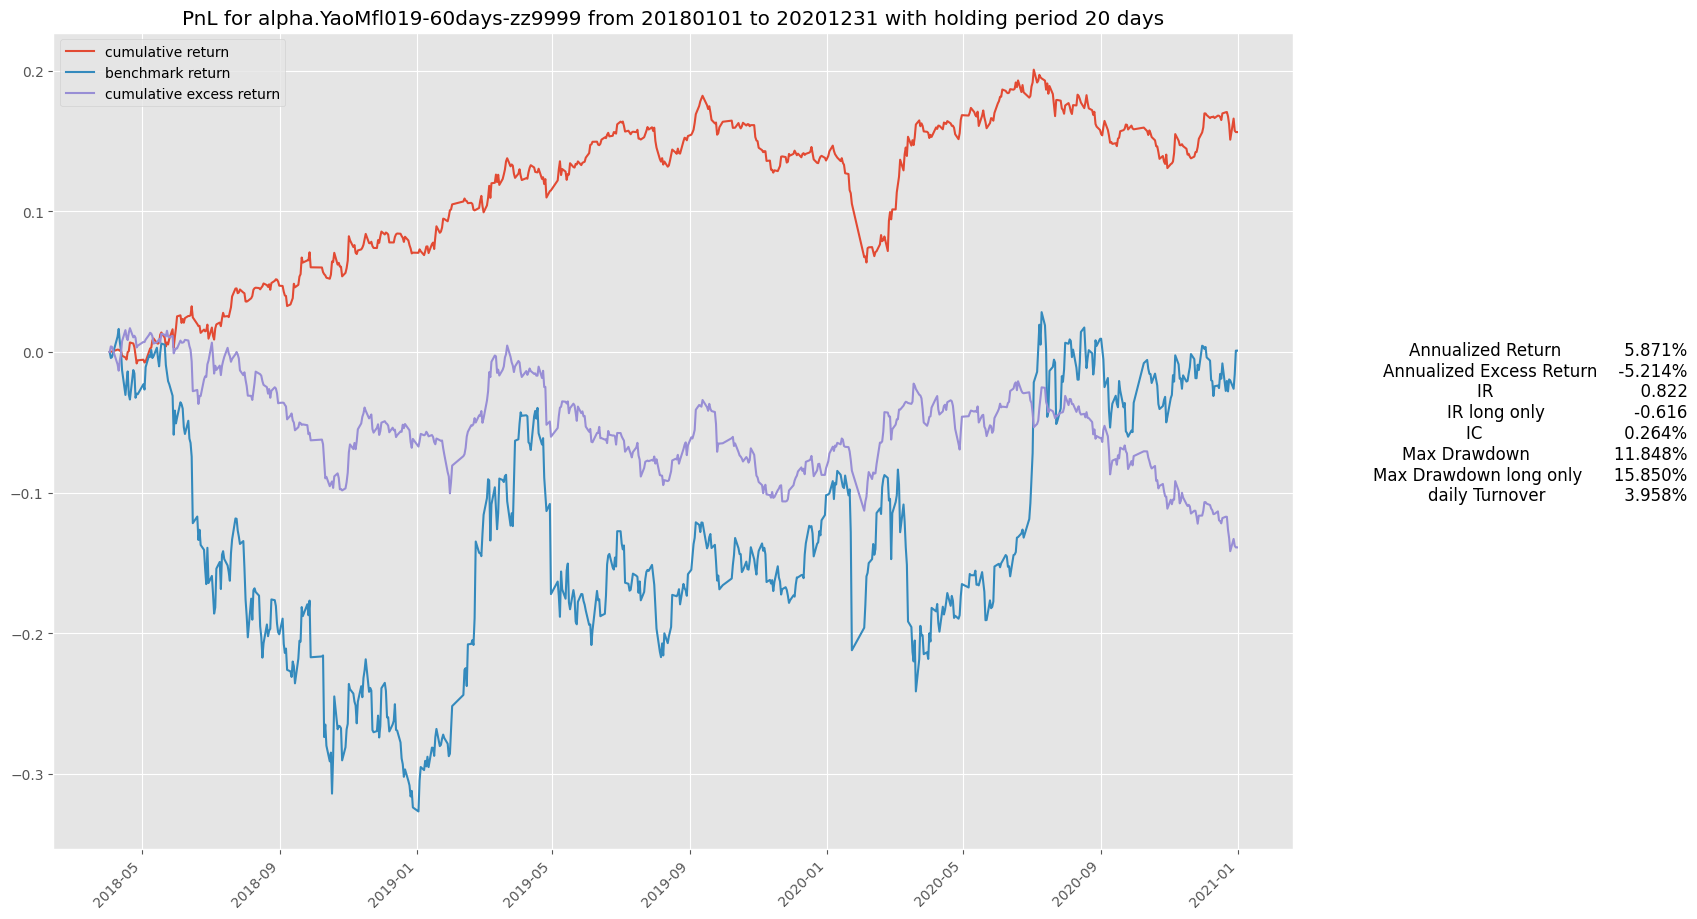 PnL for alpha.YaoMfl019-60days-zz9999 from 20180101 to 20201231 with holding period 20 days
cumulative return
benchmark return
cumulative excess return
0.2
0.1
0.0
−0.1
−0.2
−0.3
2018-05
2018-09
2019-01
2019-05
2019-09
2020-01
2020-05
2020-09
2021-01
Annualized Return 5.871%
Annualized Excess Return -5.214%
IR 0.822
IR long only -0.616
IC 0.264%
Max Drawdown 11.848%
Max Drawdown long only 15.850%
daily Turnover 3.958%